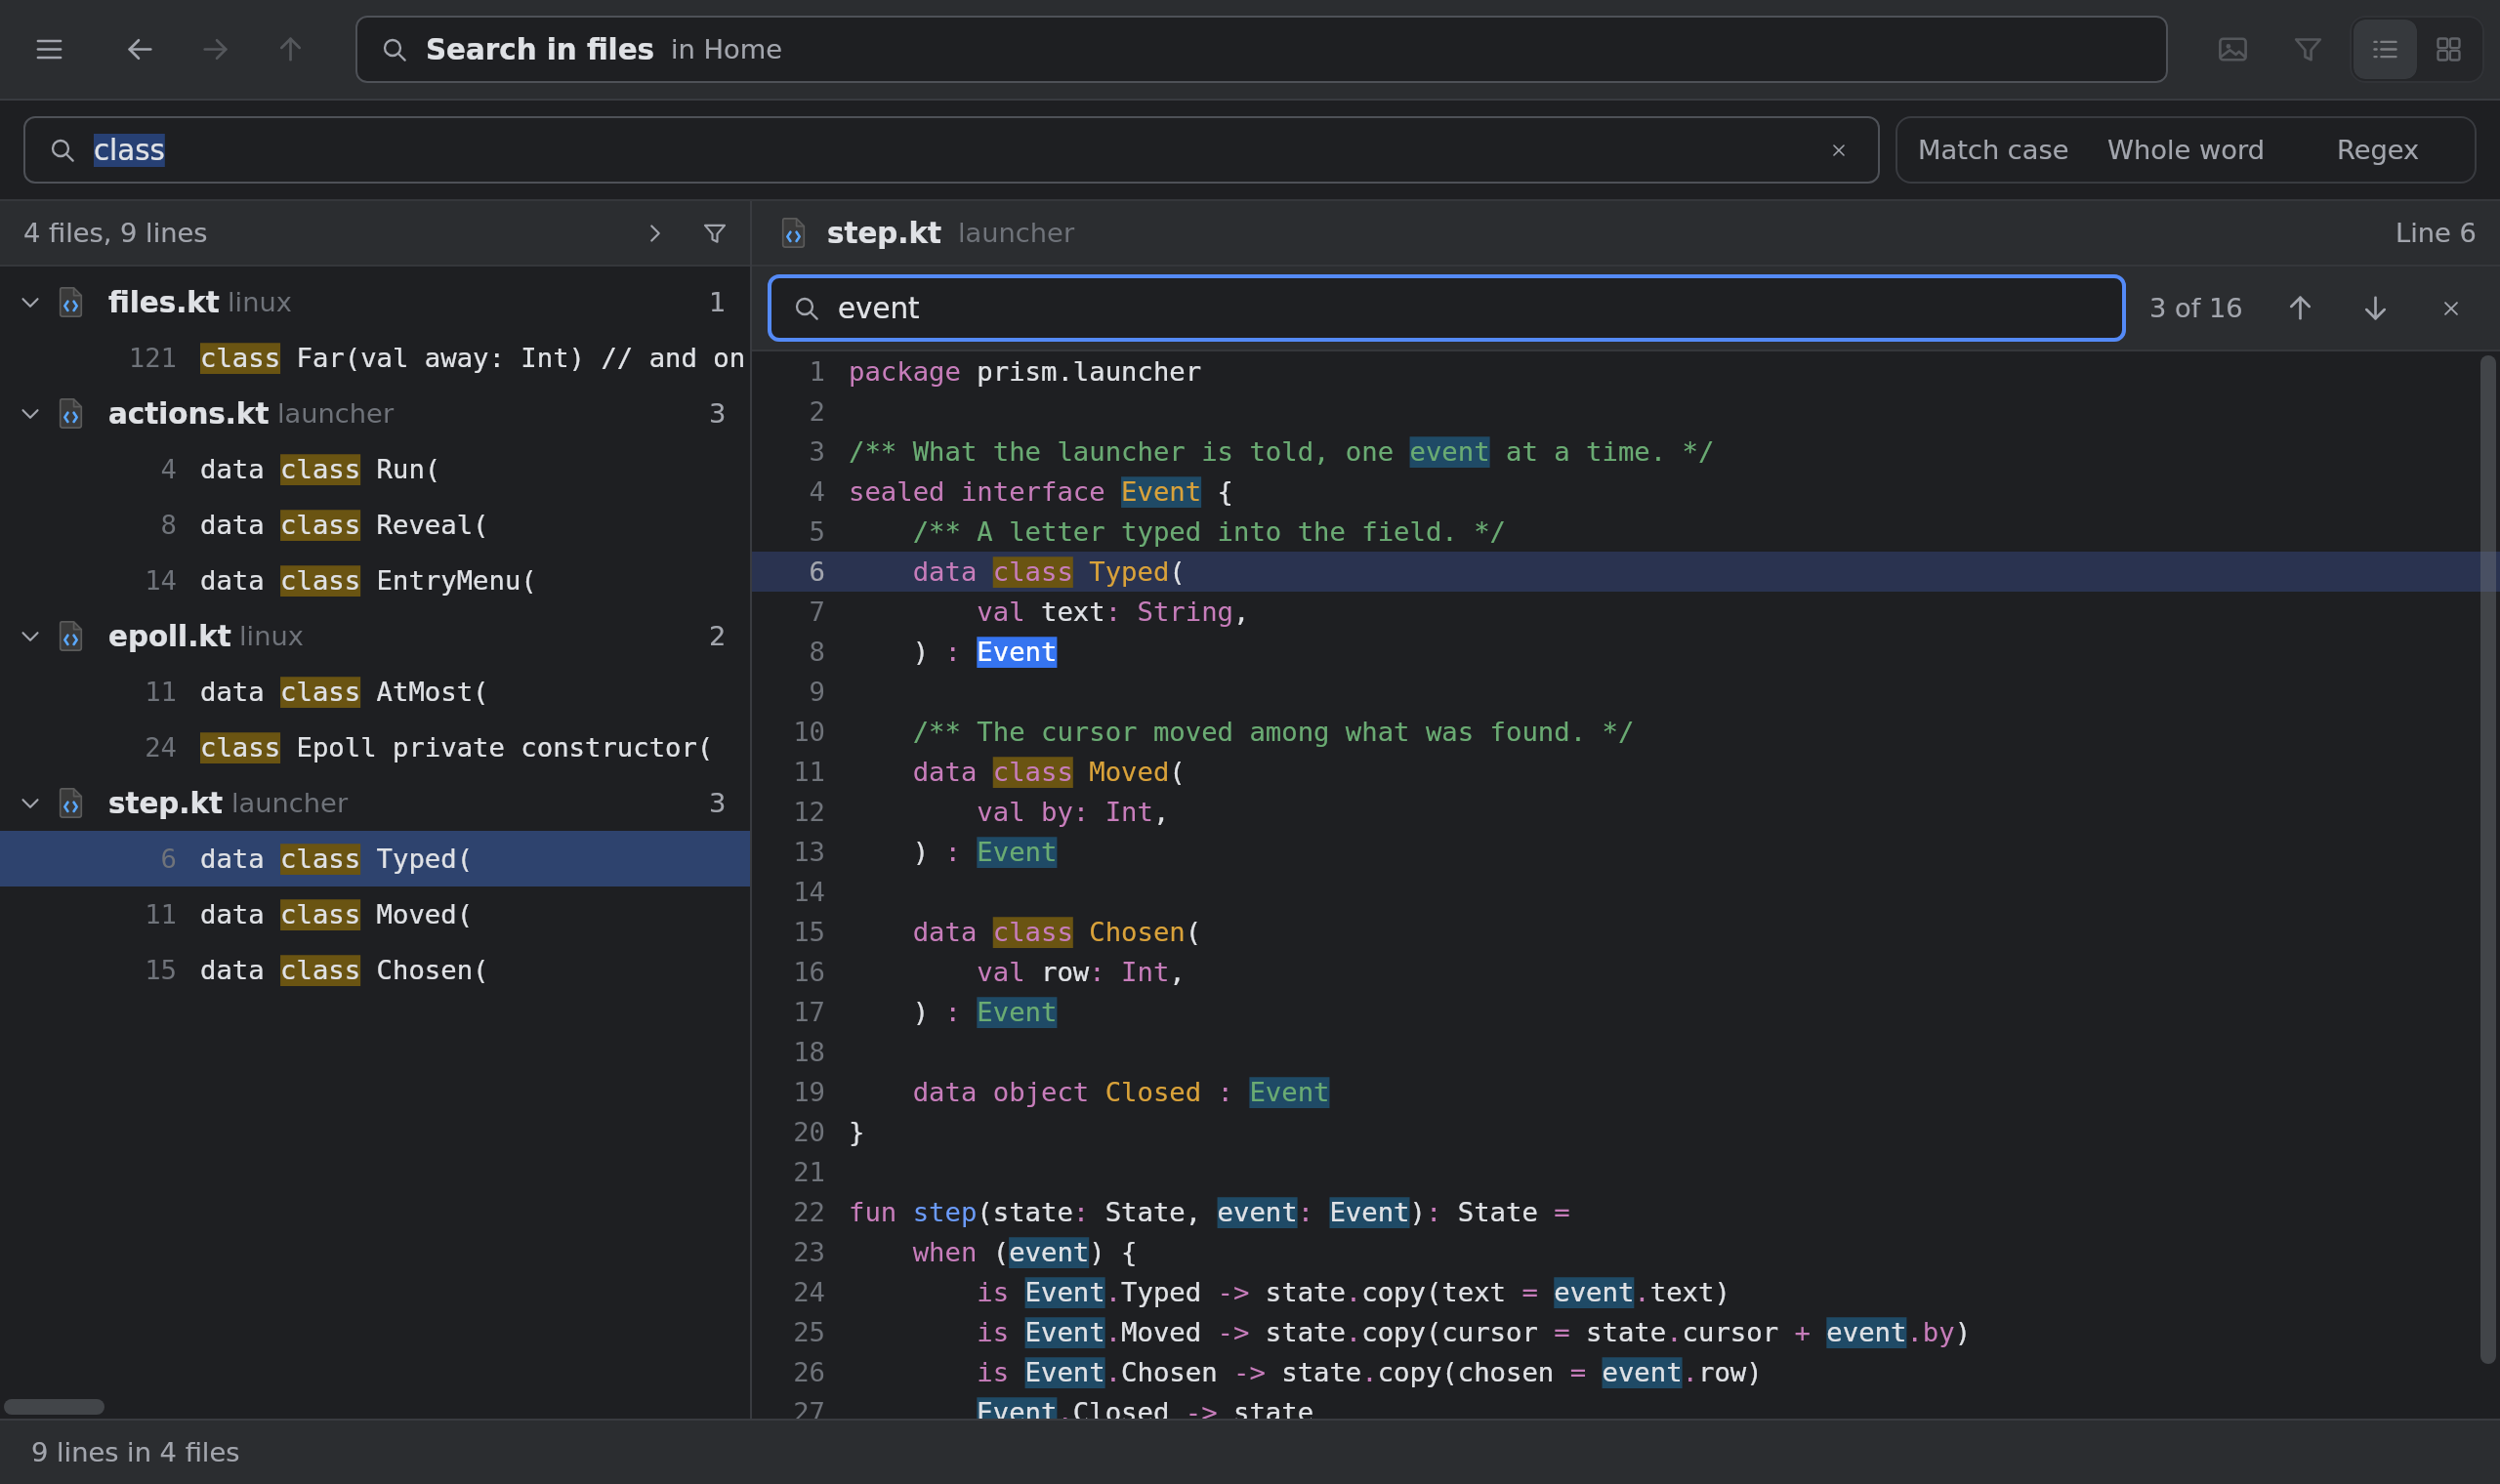 Search in files in Home
class
Match case Whole word Regex
4 files, 9 lines
files.kt linux 1
121 class Far(val away: Int) // and on
actions.kt launcher 3
4 data class Run(
8 data class Reveal(
14 data class EntryMenu(
epoll.kt linux 2
11 data class AtMost(
24 class Epoll private constructor(
step.kt launcher 3
6 data class Typed(
11 data class Moved(
15 data class Chosen(
step.kt launcher Line 6
event 3 of 16
1 package prism.launcher
2
3 /** What the launcher is told, one event at a time. */
4 sealed interface Event {
5     /** A letter typed into the field. */
6     data class Typed(
7         val text: String,
8     ) : Event
9
10     /** The cursor moved among what was found. */
11     data class Moved(
12         val by: Int,
13     ) : Event
14
15     data class Chosen(
16         val row: Int,
17     ) : Event
18
19     data object Closed : Event
20 }
21
22 fun step(state: State, event: Event): State =
23     when (event) {
24         is Event.Typed -> state.copy(text = event.text)
25         is Event.Moved -> state.copy(cursor = state.cursor + event.by)
26         is Event.Chosen -> state.copy(chosen = event.row)
27         Event.Closed -> state
9 lines in 4 files